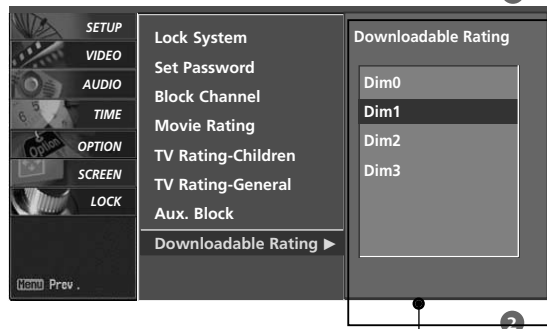 SETUP
VIDEO
AUDIO
TIME
OPTION
SCREEN
LOCK
Menu Prev.
Lock System
Set Password
Block Channel
Movie Rating
TV Rating-Children
TV Rating-General
Aux. Block
Downloadable Rating ▶
Downloadable Rating
Dim0
Dim1
Dim2
Dim3
2